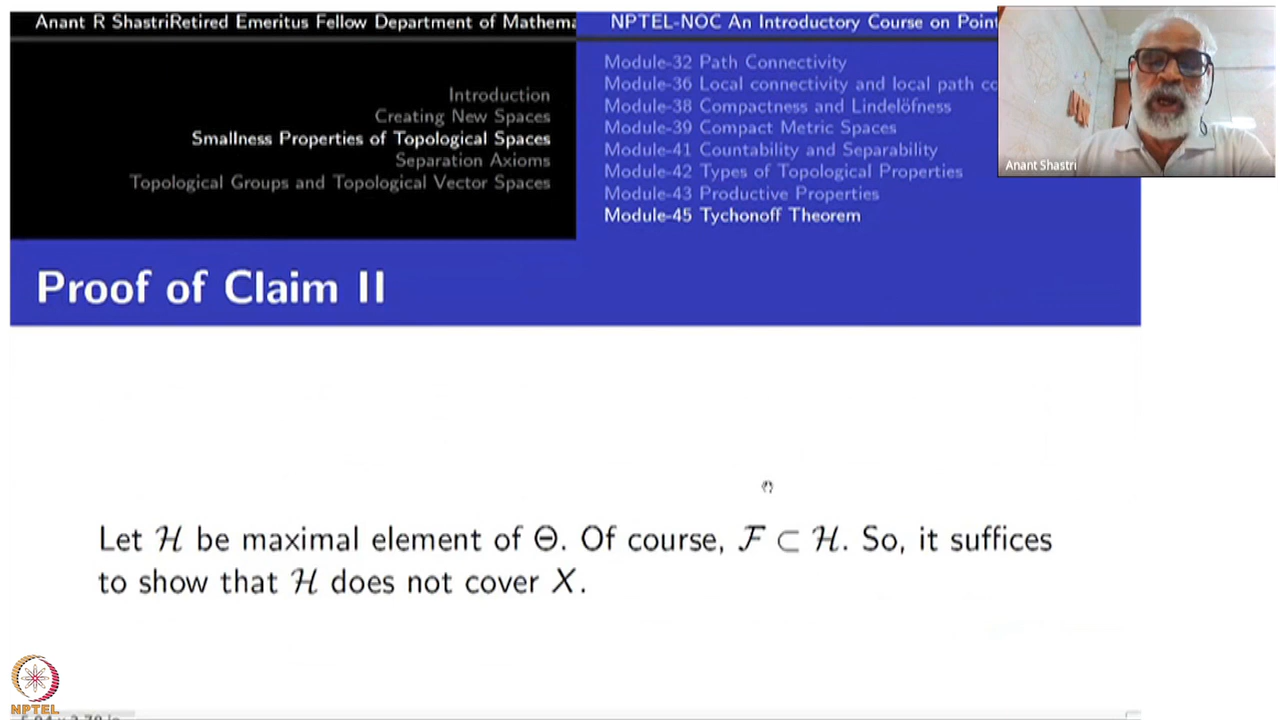 Anant R ShastriRetired Emeritus Fellow Department of Mathema
NPTEL-NOC An Introductory Course on Point
Introduction
Creating New Spaces
Smallness Properties of Topological Spaces
Separation Axioms
Topological Groups and Topological Vector Spaces
Module-32 Path Connectivity
Module-36 Local connectivity and local path co
Module-38 Compactness and Lindelöfness
Module-39 Compact Metric Spaces
Module-41 Countability and Separability
Module-42 Types of Topological Properties
Module-43 Productive Properties
Module-45 Tychonoff Theorem
Anant Shastri
Proof of Claim II
Let ℋ be maximal element of Θ. Of course, ℱ ⊂ ℋ. So, it suffices
to show that ℋ does not cover X.
NPTEL